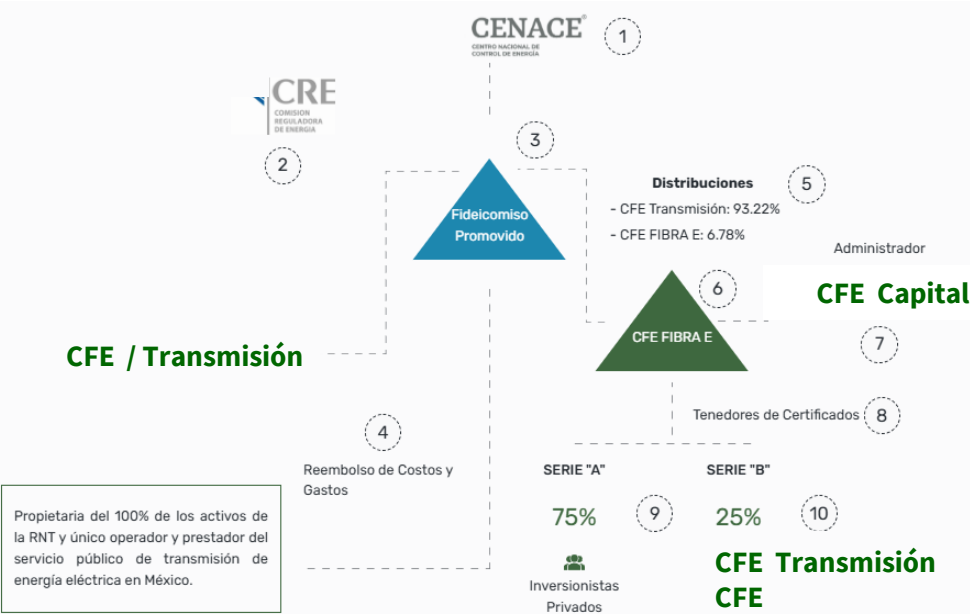 CENACE
CENTRO NACIONAL DE
CONTROL DE ENERGÍA
1
CRE
COMISION
REGULADORA
DE ENERGIA
2
3
Fideicomiso
Promovido
Distribuciones
5
- CFE Transmisión: 93.22%
- CFE FIBRA E: 6.78%
Administrador
6
CFE Capital
CFE FIBRA E
7
CFE / Transmisión
Tenedores de Certificados
8
4
Reembolso de Costos y
Gastos
SERIE "A"
SERIE "B"
75%
9
25%
10
Propietaria del 100% de los activos de
la RNT y único operador y prestador del
servicio público de transmisión de
energía eléctrica en México.
Inversionistas
Privados
CFE Transmisión
CFE